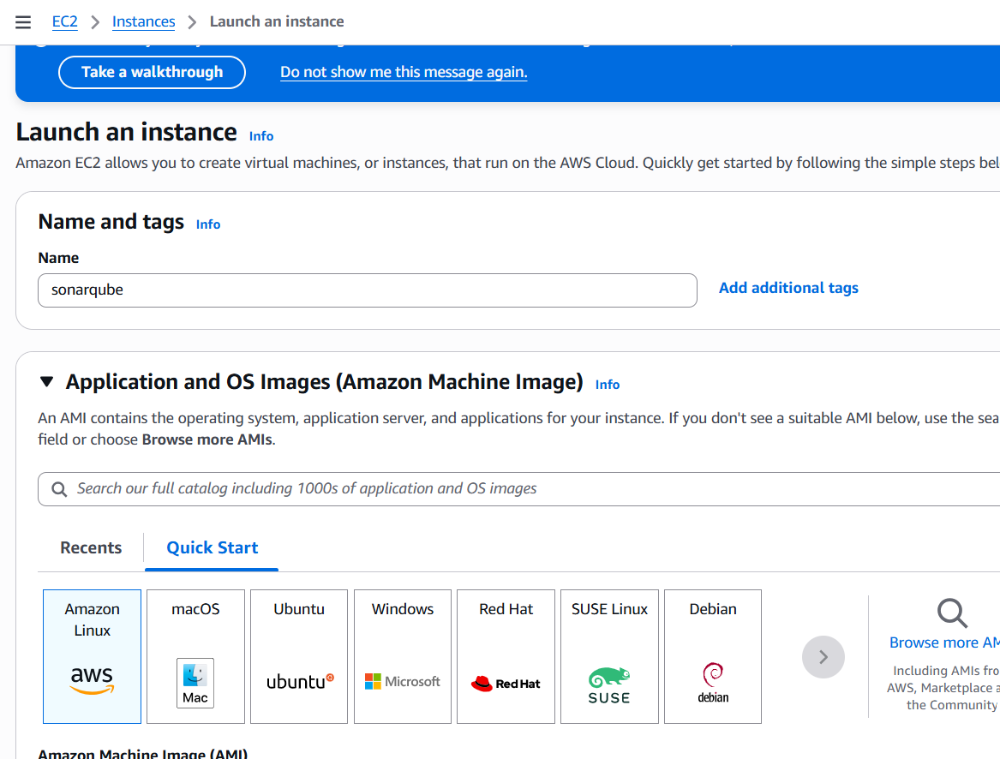 EC2 > Instances > Launch an instance
Take a walkthrough Do not show me this message again.
Launch an instance Info
Amazon EC2 allows you to create virtual machines, or instances, that run on the AWS Cloud. Quickly get started by following the simple steps bel
Name and tags Info
Name
sonarqube Add additional tags
Application and OS Images (Amazon Machine Image) Info
An AMI contains the operating system, application server, and applications for your instance. If you don't see a suitable AMI below, use the sea
field or choose Browse more AMIs.
Search our full catalog including 1000s of application and OS images
Recents Quick Start
Amazon
Linux
aws
macOS
Mac
Ubuntu
ubuntu
Windows
Microsoft
Red Hat
Red Hat
SUSE Linux
SUSE
Debian
debian
Browse more AM
Including AMIs fro
AWS, Marketplace a
the Community
Amazon Machine Image (AMI)